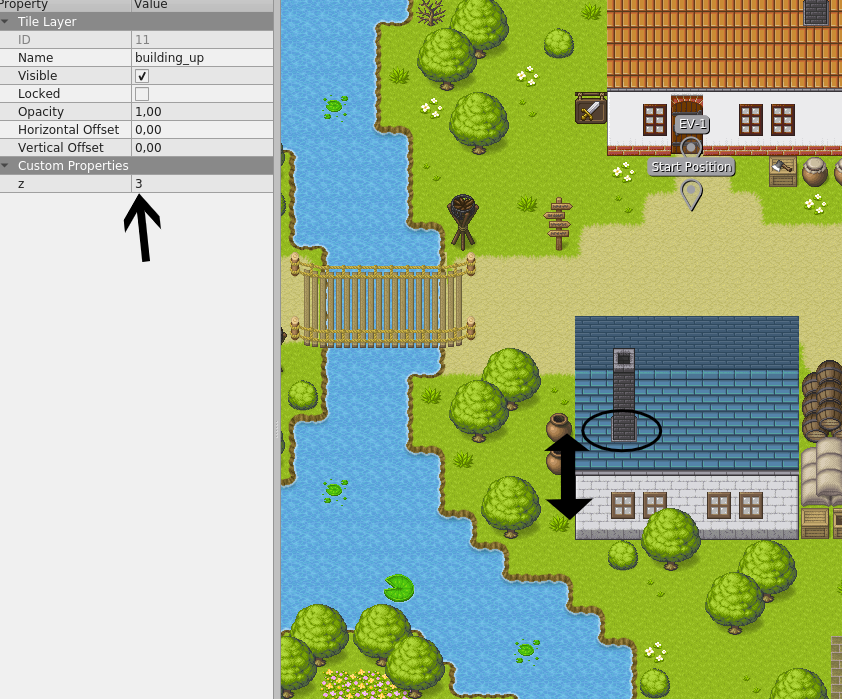 Property Value
Tile Layer
ID 11
Name building_up
Visible
Locked
Opacity 1,00
Horizontal Offset 0,00
Vertical Offset 0,00
Custom Properties
z 3
EV-1
Start Position